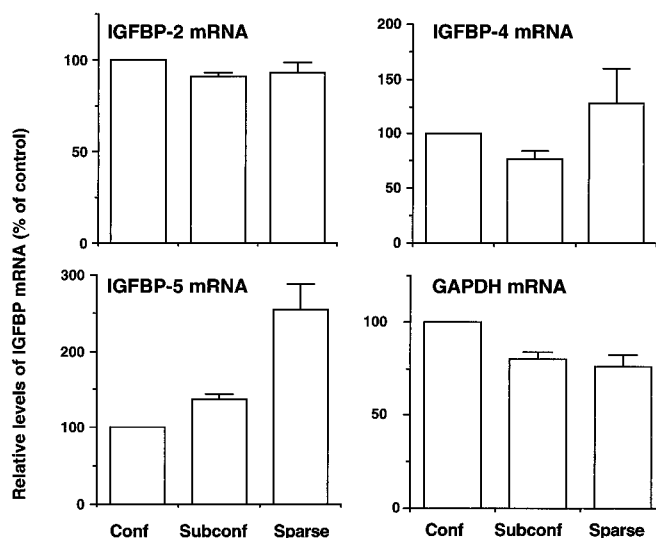 Relative levels of IGFBP mRNA (% of control)
IGFBP-2 mRNA
100
50
0
IGFBP-4 mRNA
200
150
100
50
0
IGFBP-5 mRNA
300
200
100
0
Conf Subconf Sparse
GAPDH mRNA
100
50
0
Conf Subconf Sparse